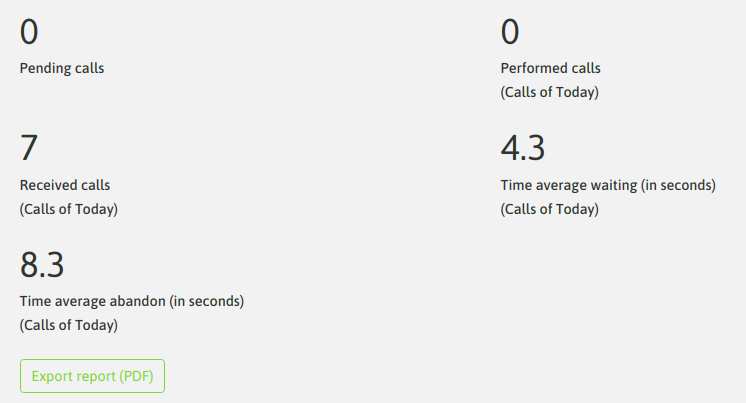 0
Pending calls
0
Performed calls
(Calls of Today)
7
Received calls
(Calls of Today)
4.3
Time average waiting (in seconds)
(Calls of Today)
8.3
Time average abandon (in seconds)
(Calls of Today)
Export report (PDF)